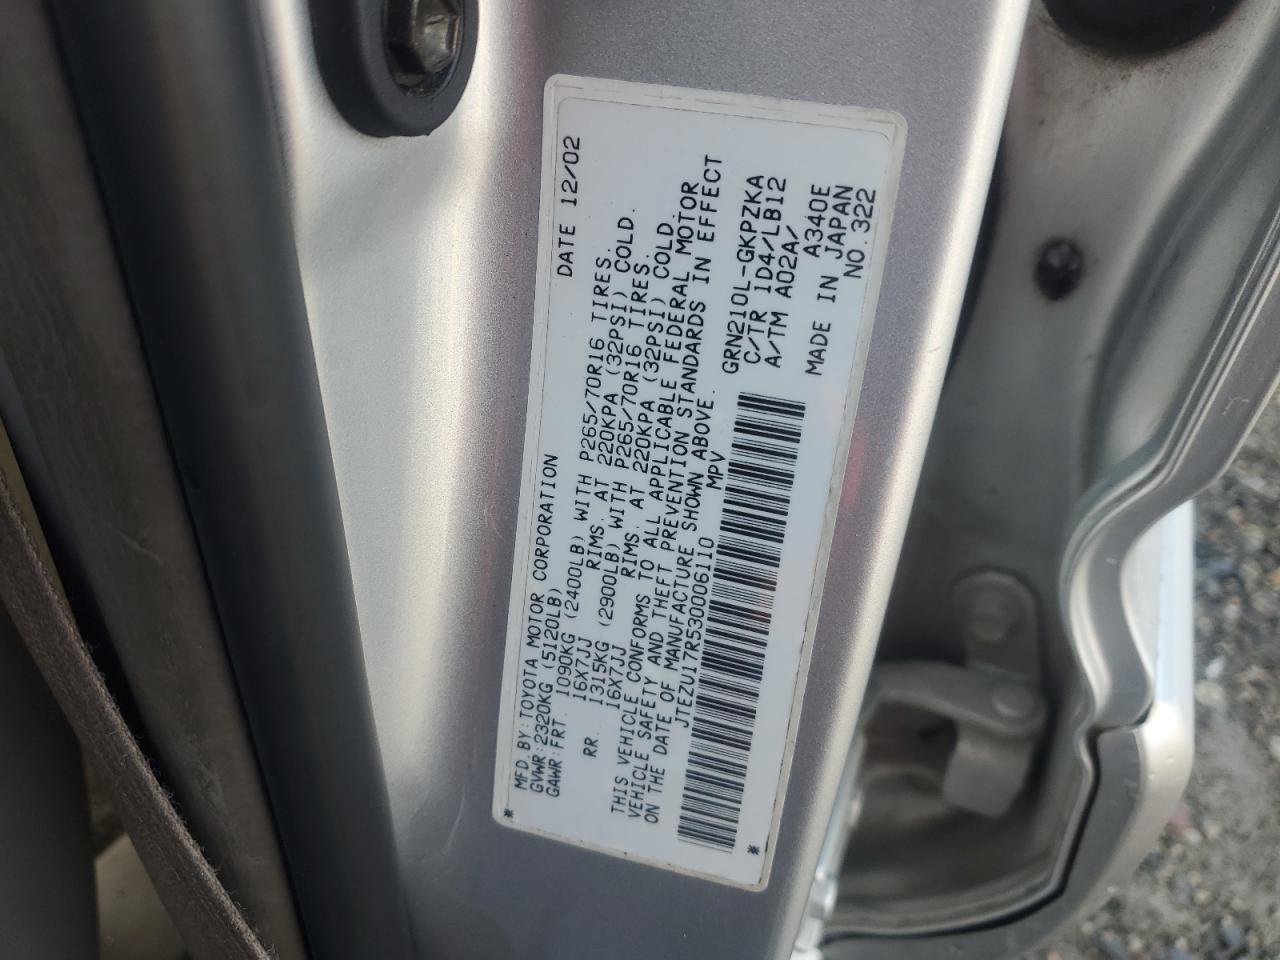 MFD. BY: TOYOTA MOTOR CORPORATION DATE 12/02
GVWR: 2320KG (5120LB)
GAWR: FRT. 1090KG (2400LB) WITH P265/70R16 TIRES.
16X7JJ RIMS. AT 220KPA (32PSI) COLD.
RR. 1315KG (2900LB) WITH P265/70R16 TIRES.
16X7JJ RIMS. AT 220KPA (32PSI) COLD.
THIS VEHICLE CONFORMS TO ALL APPLICABLE FEDERAL MOTOR
VEHICLE SAFETY AND THEFT PREVENTION STANDARDS IN EFFECT
ON THE DATE OF MANUFACTURE SHOWN ABOVE.
JTEZU17R530006110 MPV
GRN210L-GKPZKA
C/TR 1D4/LB12
A/TM A02A/ A340E
MADE IN JAPAN
NO.322